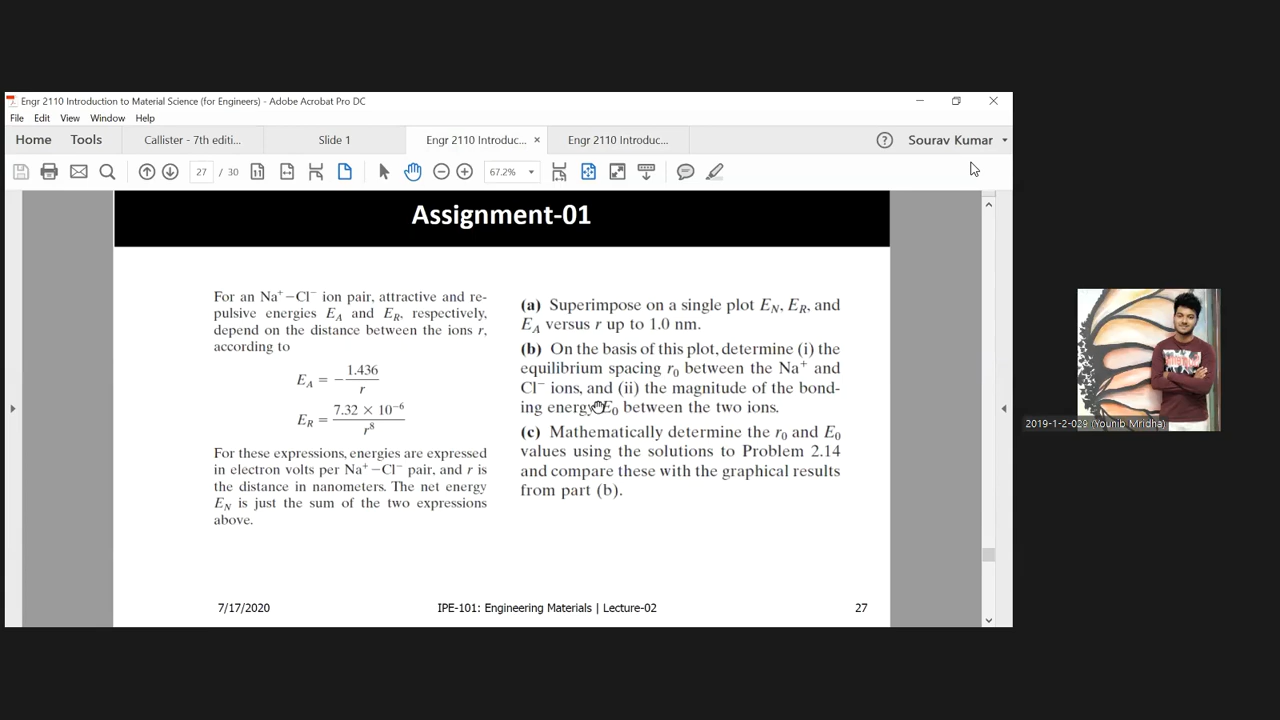 Engr 2110 Introduction to Material Science (for Engineers) - Adobe Acrobat Pro DC
File Edit View Window Help
Home Tools Callister - 7th editi... Slide 1 Engr 2110 Introduc... × Engr 2110 Introduc... Sourav Kumar
27 / 30 67.2%
Assignment-01
For an Na⁺–Cl⁻ ion pair, attractive and re-
pulsive energies E_A and E_R, respectively,
depend on the distance between the ions r,
according to
E_A = −1.436/r
E_R = 7.32 × 10⁻⁶/r⁸
For these expressions, energies are expressed
in electron volts per Na⁺–Cl⁻ pair, and r is
the distance in nanometers. The net energy
E_N is just the sum of the two expressions
above.
(a) Superimpose on a single plot E_N, E_R, and
E_A versus r up to 1.0 nm.
(b) On the basis of this plot, determine (i) the
equilibrium spacing r₀ between the Na⁺ and
Cl⁻ ions, and (ii) the magnitude of the bond-
ing energy E₀ between the two ions.
(c) Mathematically determine the r₀ and E₀
values using the solutions to Problem 2.14
and compare these with the graphical results
from part (b).
7/17/2020 IPE-101: Engineering Materials | Lecture-02 27
2019-1-2-029 (Younib Mridha)